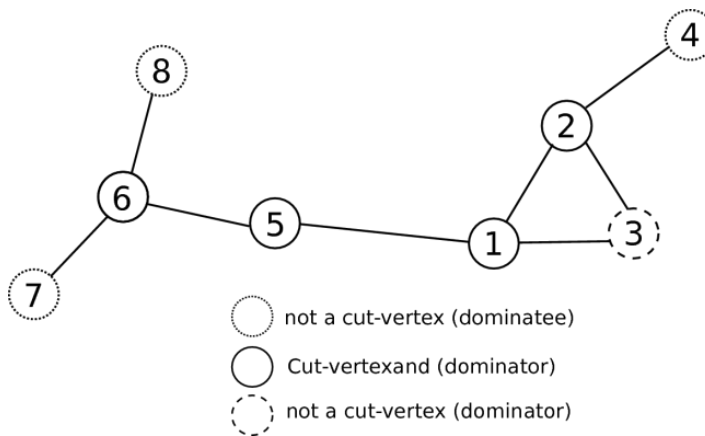 4
8
2
6
5
3
1
7
not a cut-vertex (dominatee)
Cut-vertexand (dominator)
not a cut-vertex (dominator)